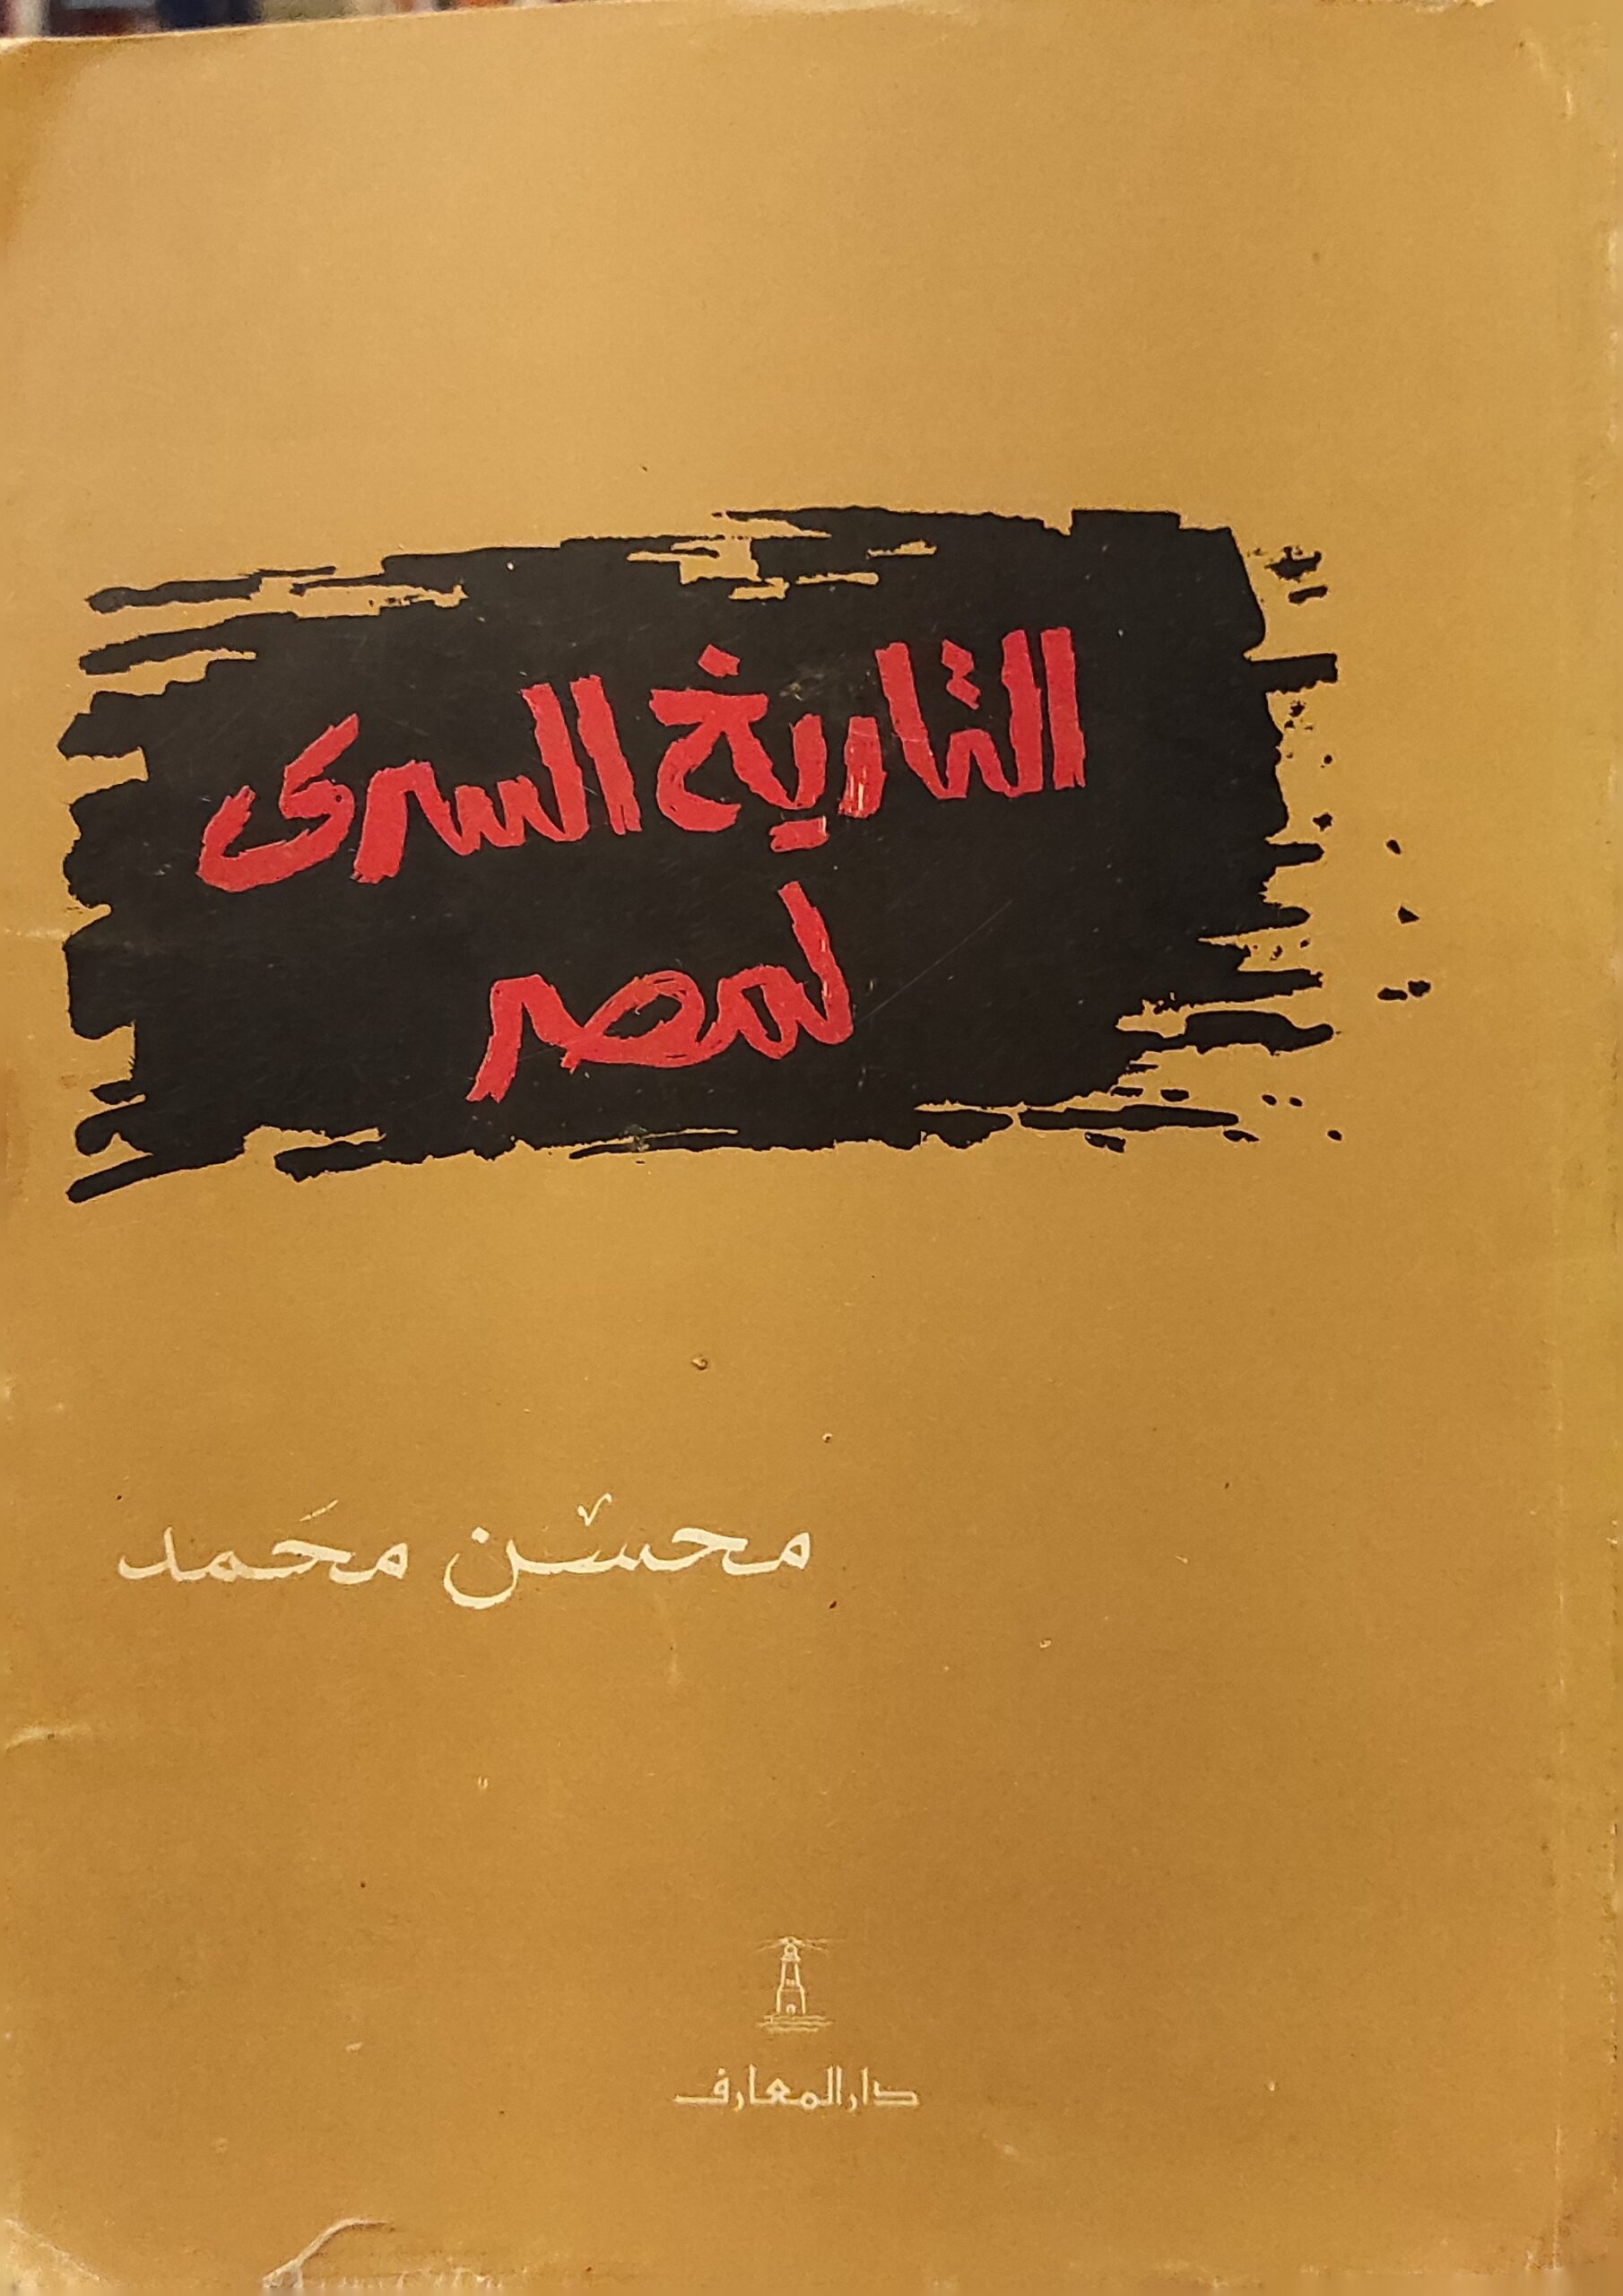 التاريخ السرى
لمصر
محسن محمد
دار المعارف